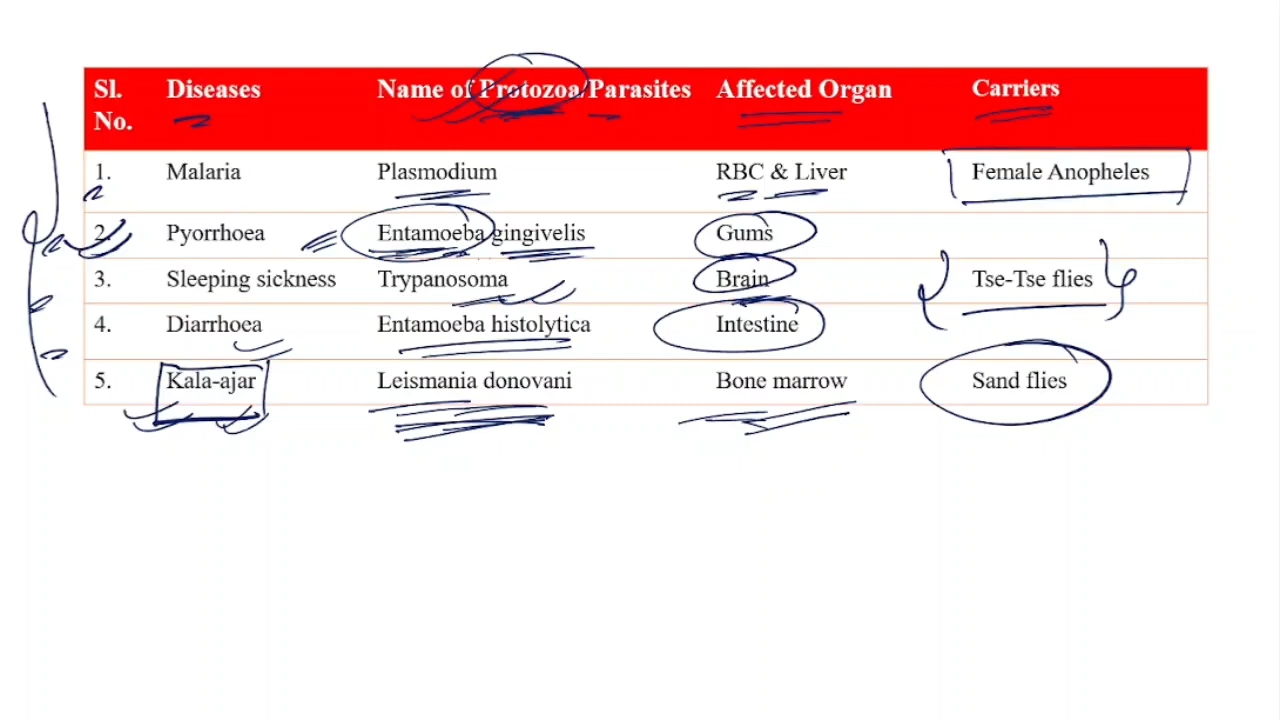 Sl. No. Diseases Name of Protozoa/Parasites Affected Organ Carriers
1. Malaria Plasmodium RBC & Liver Female Anopheles
2. Pyorrhoea Entamoeba gingivelis Gums
3. Sleeping sickness Trypanosoma Brain Tse-Tse flies
4. Diarrhoea Entamoeba histolytica Intestine
5. Kala-ajar Leismania donovani Bone marrow Sand flies